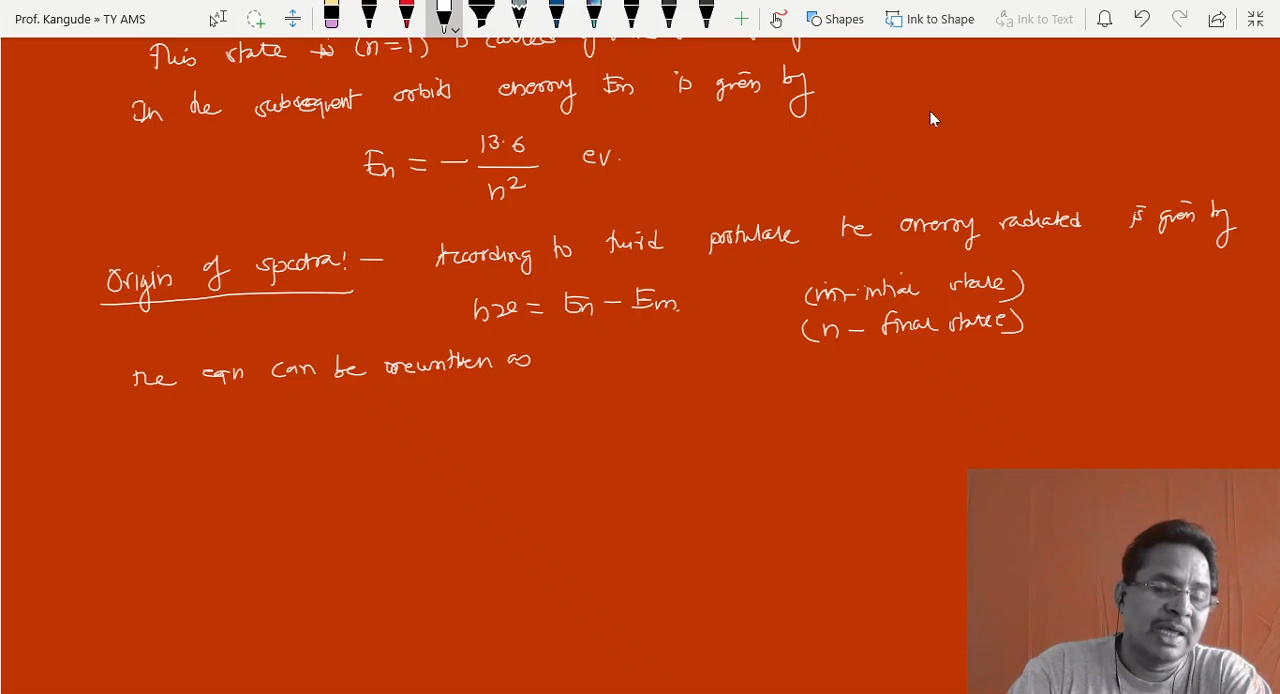 Prof. Kangude » TY AMS
Shapes
Ink to Shape
Ink to Text
This state (n=1) is called
In the subsequent orbits energy En is given by
En = - 13.6 / n² ev.
Origin of spectra! - According to third postulate the energy radiated is given by
hν = En - Em. (m - initial state)
(n - final state)
the eqn can be rewritten as